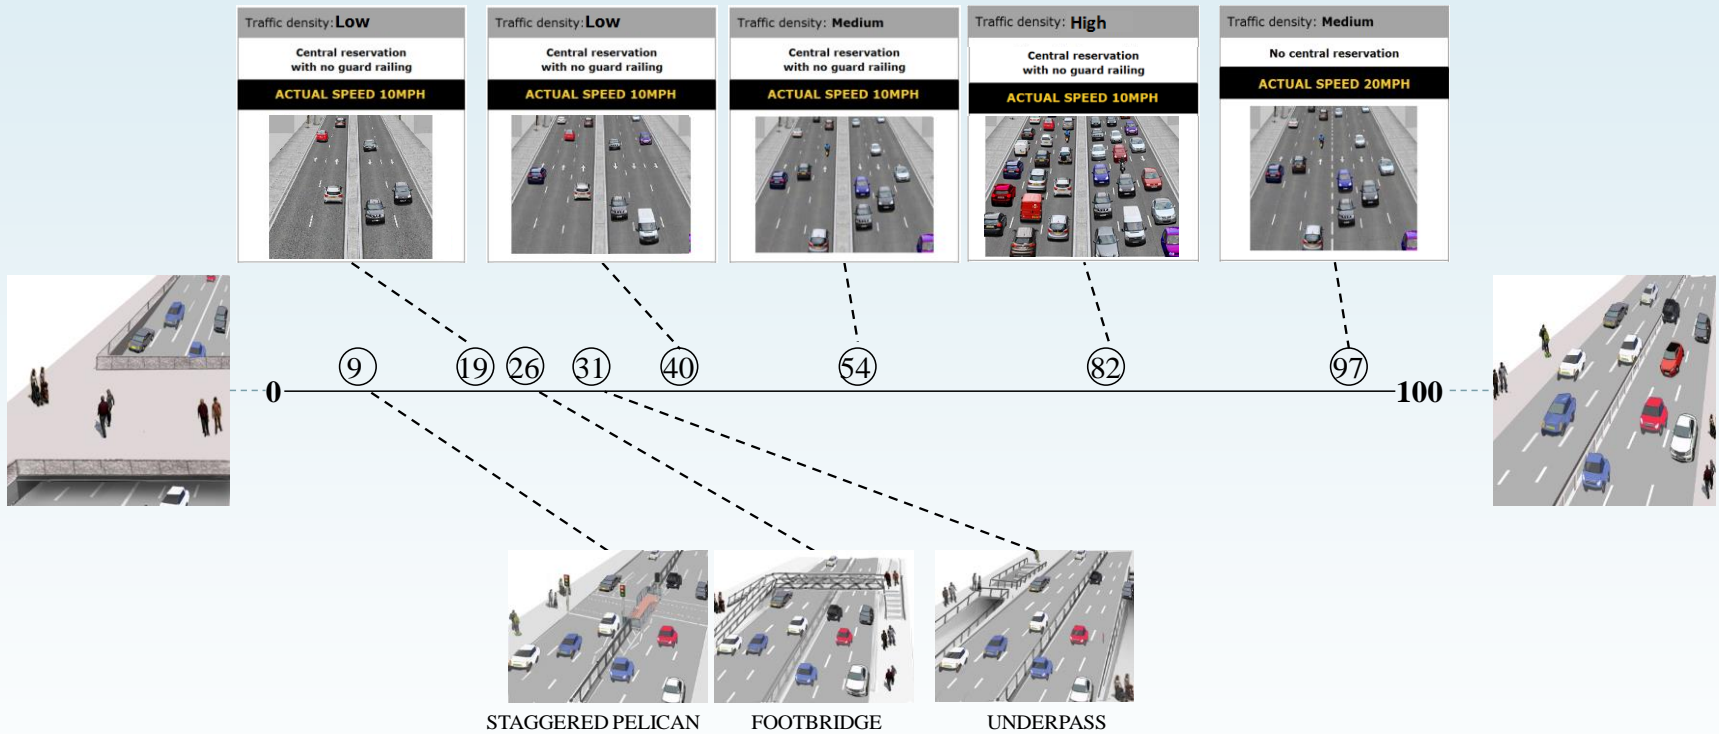 Traffic density: Low
Central reservation
with no guard railing
ACTUAL SPEED 10MPH
Traffic density: Low
Central reservation
with no guard railing
ACTUAL SPEED 10MPH
Traffic density: Medium
Central reservation
with no guard railing
ACTUAL SPEED 10MPH
Traffic density: High
Central reservation
with no guard railing
ACTUAL SPEED 10MPH
Traffic density: Medium
No central reservation
ACTUAL SPEED 20MPH
9
19
26
31
40
54
82
97
0
100
STAGGERED PELICAN
FOOTBRIDGE
UNDERPASS